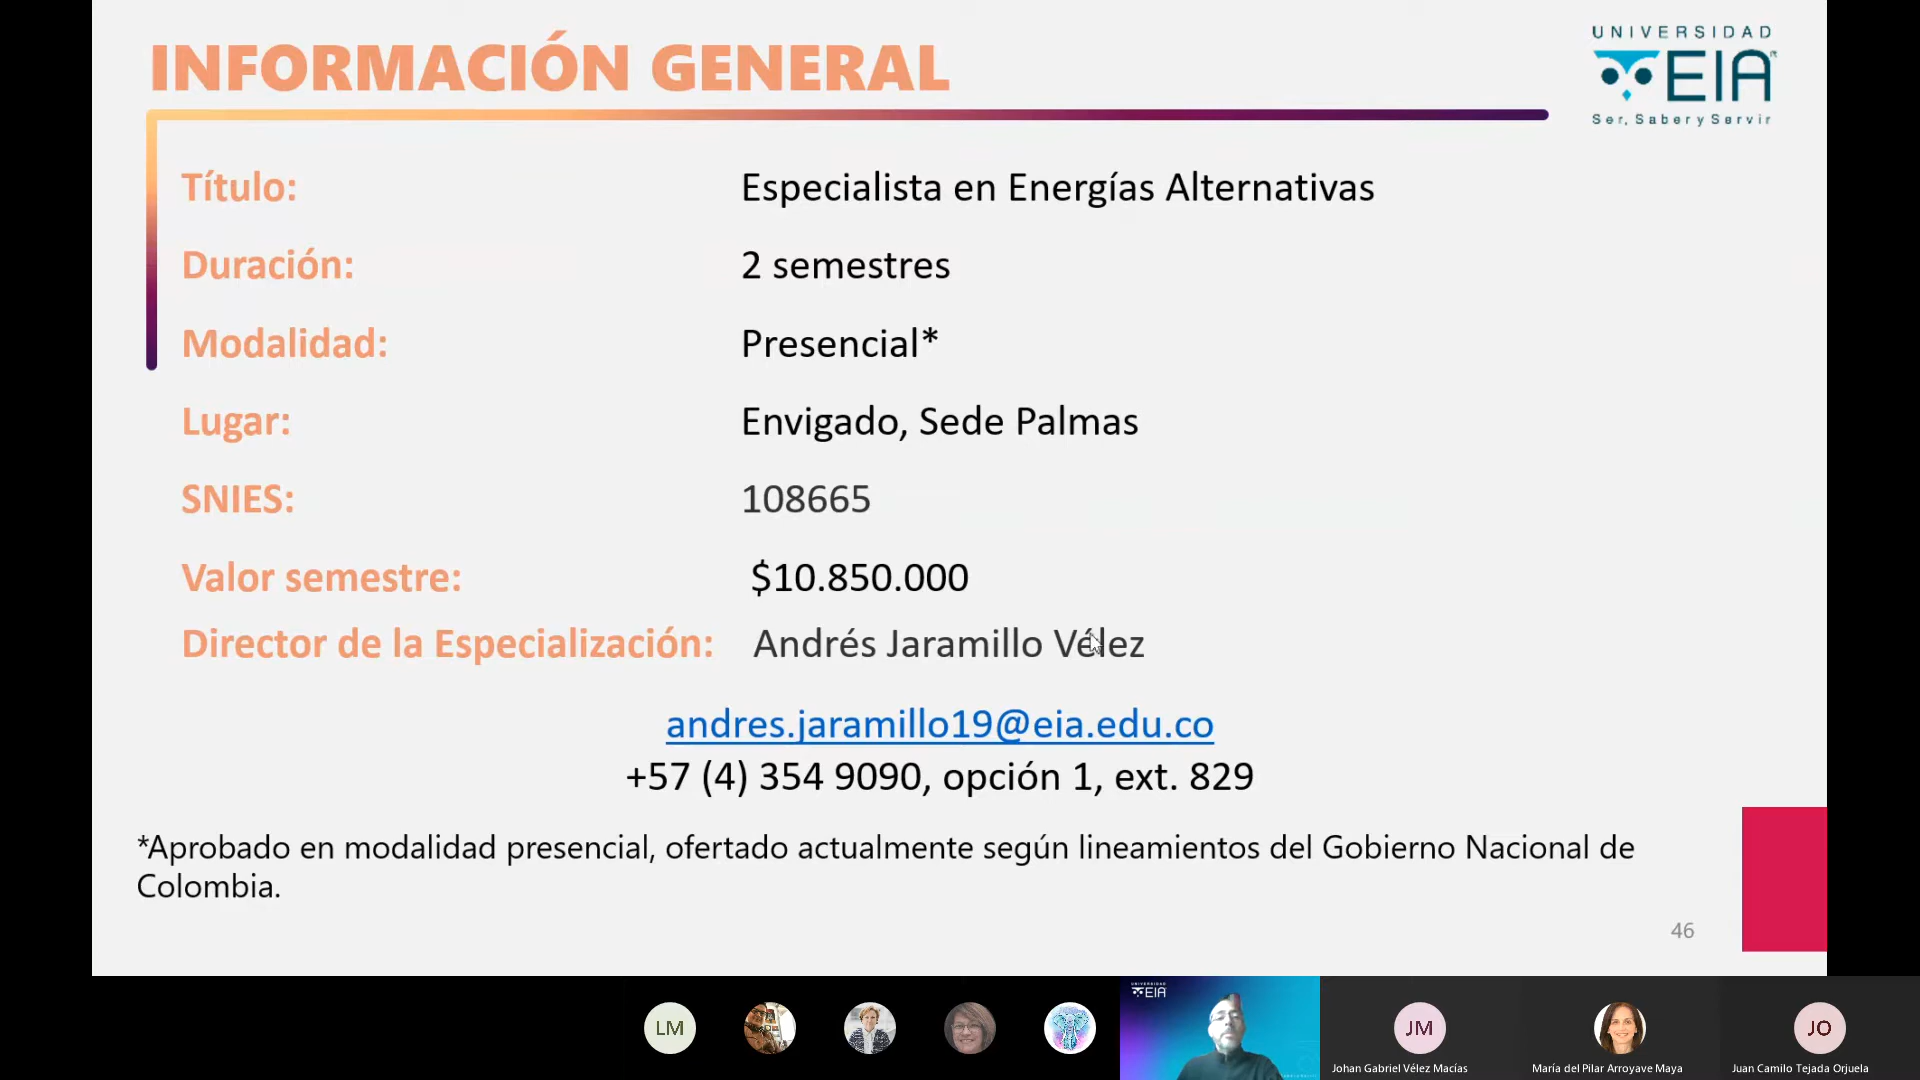 INFORMACIÓN GENERAL
UNIVERSIDAD
EIA
Ser, Saber y Servir
Título: Especialista en Energías Alternativas
Duración: 2 semestres
Modalidad: Presencial*
Lugar: Envigado, Sede Palmas
SNIES: 108665
Valor semestre: $10.850.000
Director de la Especialización: Andrés Jaramillo Vélez
andres.jaramillo19@eia.edu.co
+57 (4) 354 9090, opción 1, ext. 829
*Aprobado en modalidad presencial, ofertado actualmente según lineamientos del Gobierno Nacional de
Colombia.
46
LM
UNIVERSIDAD
EIA
JM
JO
Johan Gabriel Vélez Macías
María del Pilar Arroyave Maya
Juan Camilo Tejada Orjuela